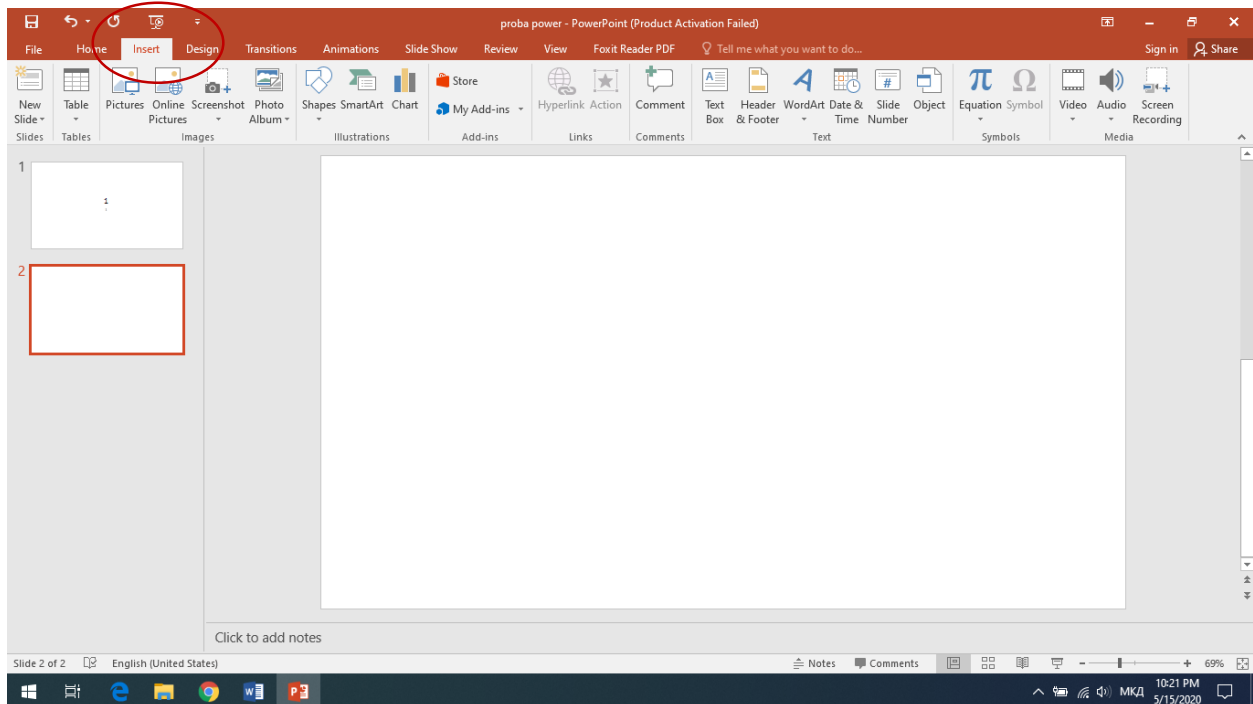 proba power - PowerPoint (Product Activation Failed)
File Home Insert Design Transitions Animations Slide Show Review View Foxit Reader PDF Tell me what you want to do... Sign in Share
New Slide Table Pictures Online Pictures Screenshot Photo Album Shapes SmartArt Chart Store My Add-ins Hyperlink Action Comment Text Box Header & Footer WordArt Date & Time Slide Number Object Equation Symbol Video Audio Screen Recording
Slides Tables Images Illustrations Add-ins Links Comments Text Symbols Media
1
1
2
Click to add notes
Slide 2 of 2 English (United States) Notes Comments 69%
МКД 10:21 PM
5/15/2020